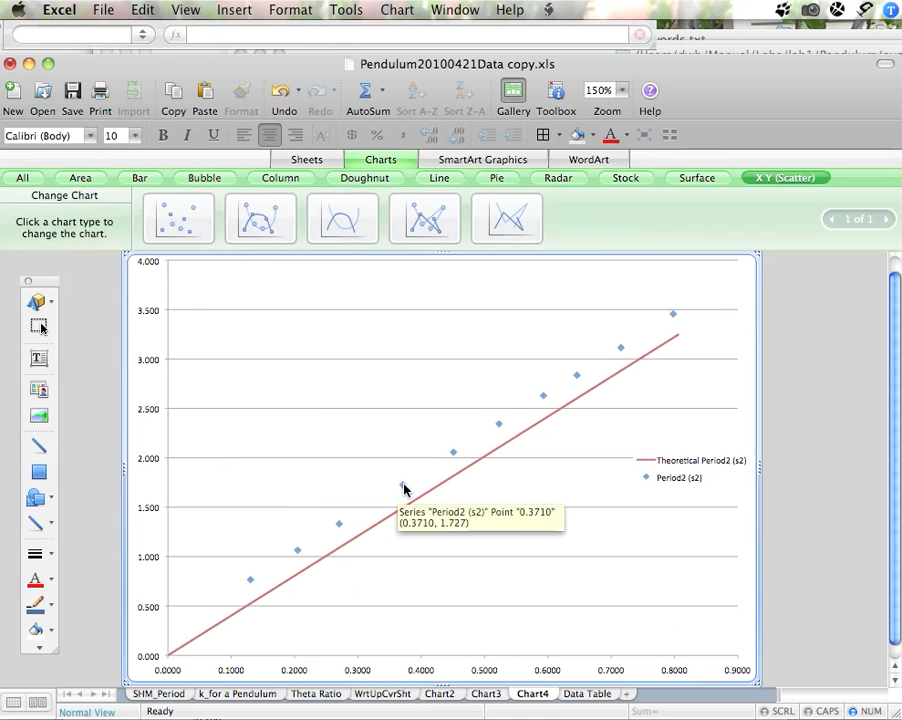 Excel File Edit View Insert Format Tools Chart Window Help
fx
Pendulum20100421Data copy.xls
150%
New Open Save Print Import Copy Paste Format Undo Redo AutoSum Sort A-Z Sort Z-A Gallery Toolbox Zoom Help
Calibri (Body) 10 B I U $ % A
Sheets Charts SmartArt Graphics WordArt
All Area Bar Bubble Column Doughnut Line Pie Radar Stock Surface X Y (Scatter)
Change Chart
Click a chart type to
change the chart.
1 of 1
4.000
3.500
3.000
2.500
2.000
1.500
1.000
0.500
0.000
Theoretical Period2 (s2)
Period2 (s2)
Series "Period2 (s2)" Point "0.3710"
(0.3710, 1.727)
0.0000 0.1000 0.2000 0.3000 0.4000 0.5000 0.6000 0.7000 0.8000 0.9000
SHM_Period k_for a Pendulum Theta Ratio WrtUpCvrSht Chart2 Chart3 Chart4 Data Table +
Normal View Ready Sum= SCRL CAPS NUM